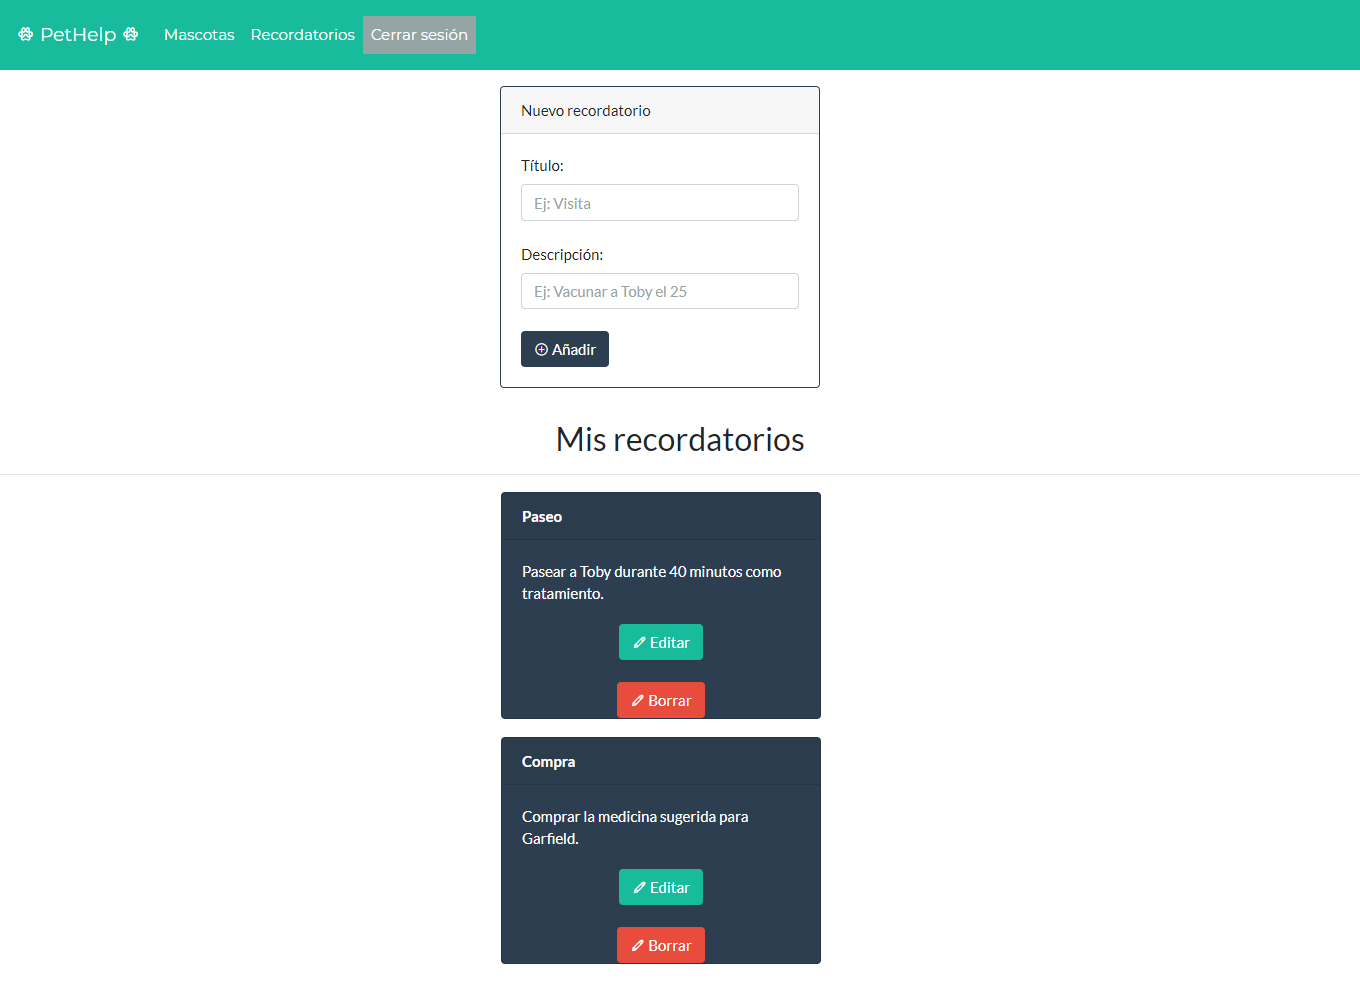 PetHelp
Mascotas
Recordatorios
Cerrar sesión
Nuevo recordatorio
Título:
Ej: Visita
Descripción:
Ej: Vacunar a Toby el 25
Añadir
Mis recordatorios
Paseo
Pasear a Toby durante 40 minutos como
tratamiento.
Editar
Borrar
Compra
Comprar la medicina sugerida para
Garfield.
Editar
Borrar